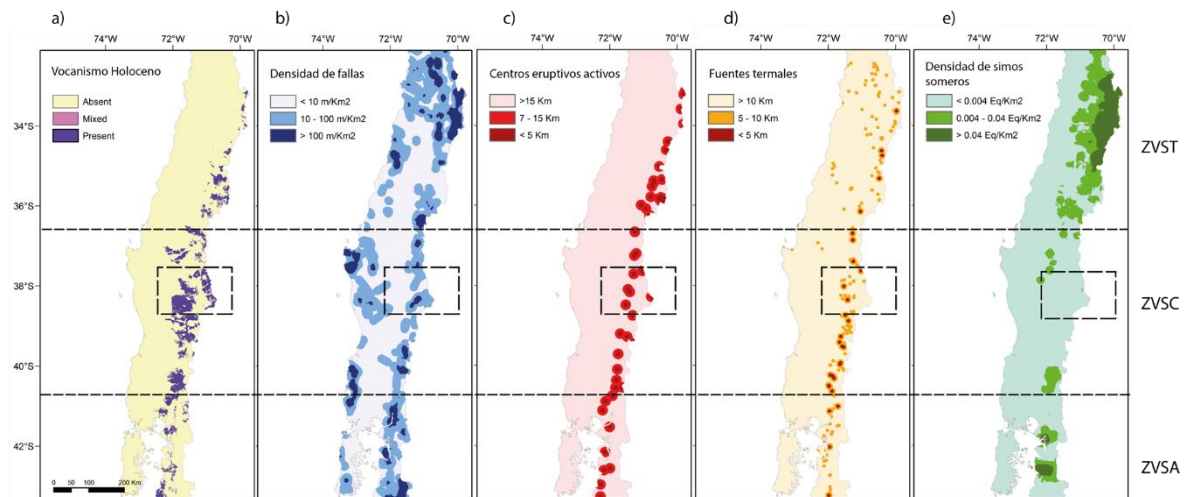 a) b) c) d) e)
74°W 72°W 70°W 74°W 72°W 70°W 74°W 72°W 70°W 74°W 72°W 70°W 74°W 72°W 70°W
Vocanismo Holoceno
Absent
Mixed
Present
Densidad de fallas
< 10 m/Km2
10 - 100 m/Km2
> 100 m/Km2
Centros eruptivos activos
>15 Km
7 - 15 Km
< 5 Km
Fuentes termales
> 10 Km
5 - 10 Km
< 5 Km
Densidad de simos
someros
< 0.004 Eq/Km2
0.004 - 0.04 Eq/Km2
> 0.04 Eq/Km2
34°S
36°S
38°S
40°S
42°S
ZVST
ZVSC
ZVSA
0 50 100 200 Km